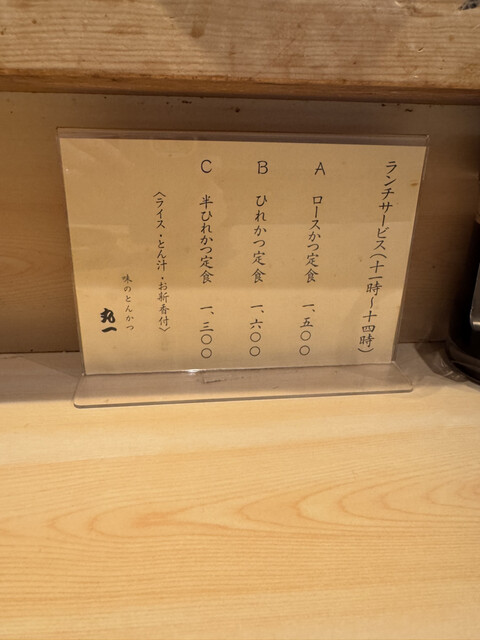 ランチサービス(十一時〜十四時)
A ロースかつ定食 一、五〇〇
B ひれかつ定食 一、六〇〇
C 半ひれかつ定食 一、三〇〇
〈ライス・とん汁・お新香付〉
味のとんかつ
丸一